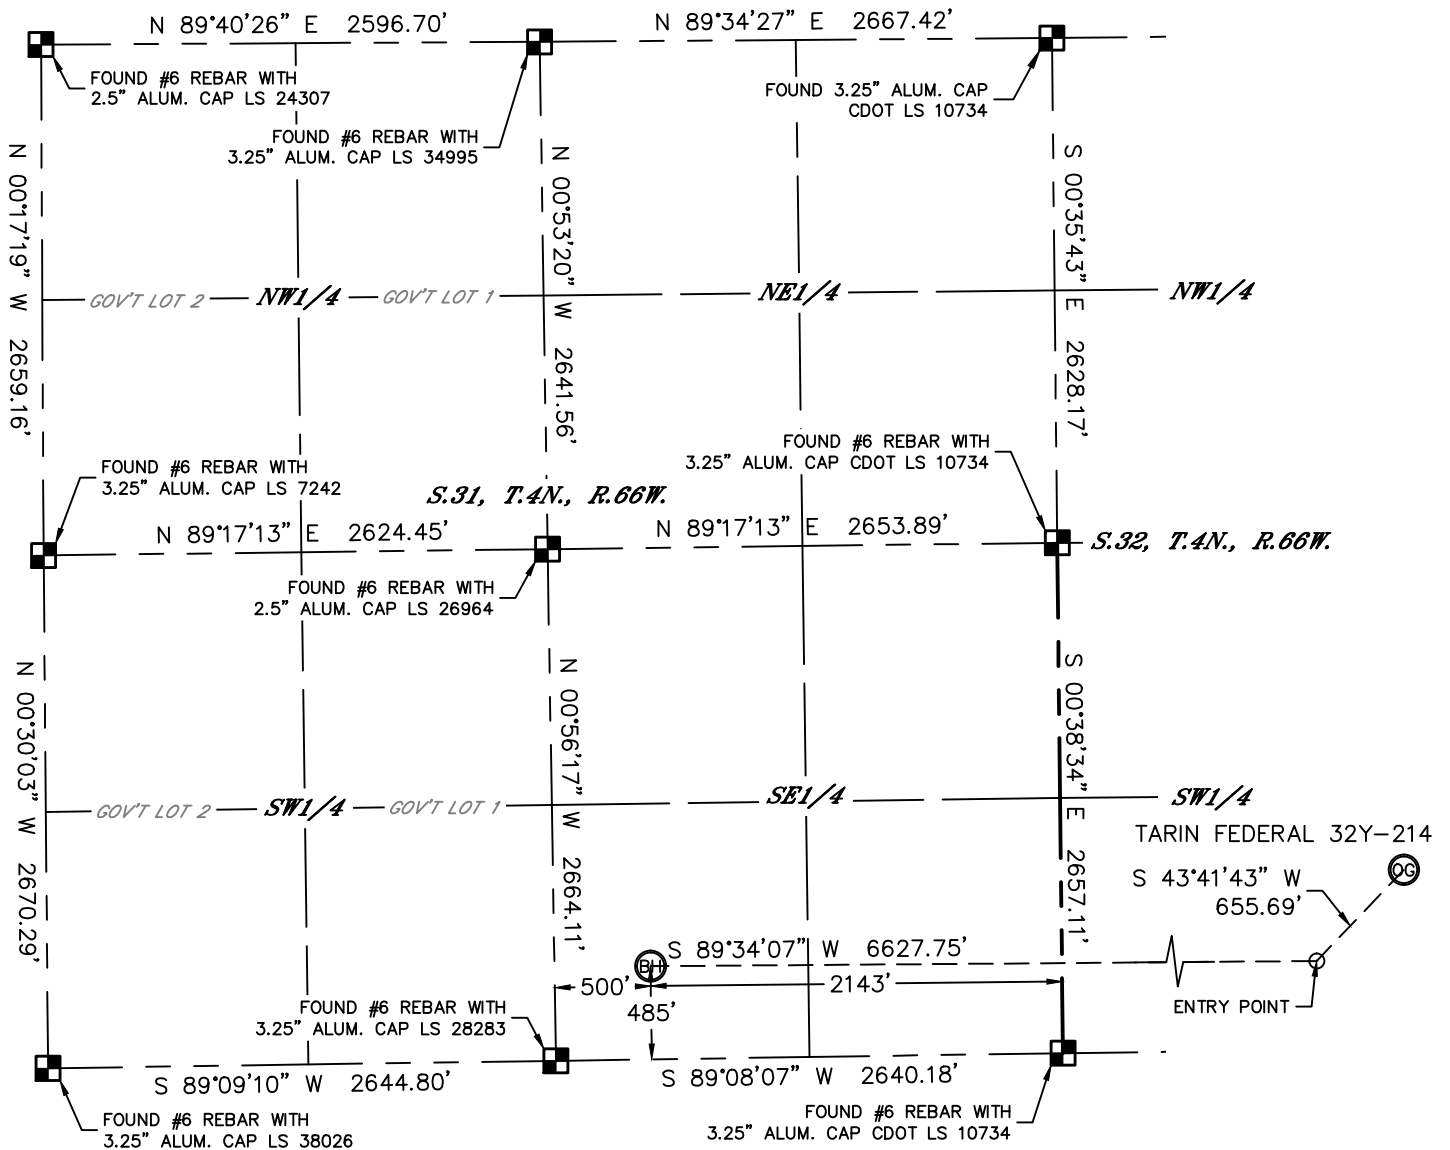 N 89°40'26" E 2596.70'
N 89°34'27" E 2667.42'
FOUND #6 REBAR WITH
2.5" ALUM. CAP LS 24307
FOUND 3.25" ALUM. CAP
CDOT LS 10734
FOUND #6 REBAR WITH
3.25" ALUM. CAP LS 34995
N 00°17'19" W 2659.16'
N 00°53'20" W 2641.56'
S 00°35'43" E 2628.17'
GOV'T LOT 2
NW1/4
GOV'T LOT 1
NE1/4
NW1/4
FOUND #6 REBAR WITH
3.25" ALUM. CAP CDOT LS 10734
FOUND #6 REBAR WITH
3.25" ALUM. CAP LS 7242
S.31, T.4N., R.66W.
N 89°17'13" E 2624.45'
N 89°17'13" E 2653.89'
S.32, T.4N., R.66W.
FOUND #6 REBAR WITH
2.5" ALUM. CAP LS 26964
N 00°30'03" W 2670.29'
N 00°56'17" W 2664.11'
S 00°38'34" E 2657.11'
GOV'T LOT 2
SW1/4
GOV'T LOT 1
SE1/4
SW1/4
TARIN FEDERAL 32Y-214
OG
S 43°41'43" W
655.69'
S 89°34'07" W 6627.75'
BH
500'
2143'
485'
ENTRY POINT
FOUND #6 REBAR WITH
3.25" ALUM. CAP LS 28283
S 89°09'10" W 2644.80'
S 89°08'07" W 2640.18'
FOUND #6 REBAR WITH
3.25" ALUM. CAP LS 38026
FOUND #6 REBAR WITH
3.25" ALUM. CAP CDOT LS 10734